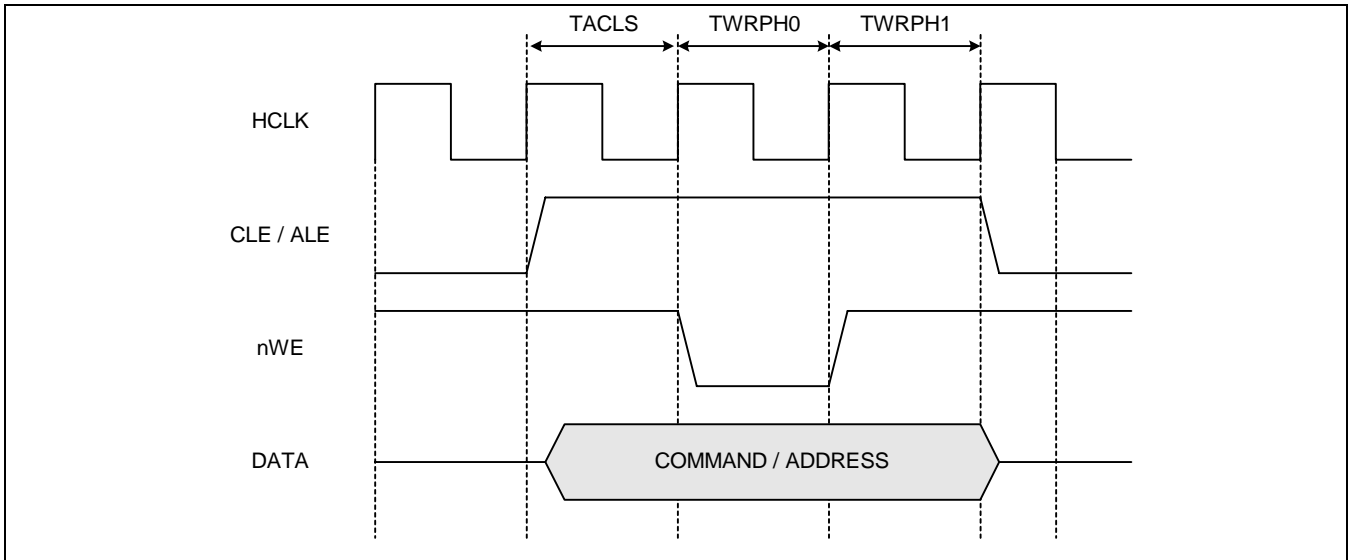 TACLS TWRPH0 TWRPH1
HCLK
CLE / ALE
nWE
DATA COMMAND / ADDRESS